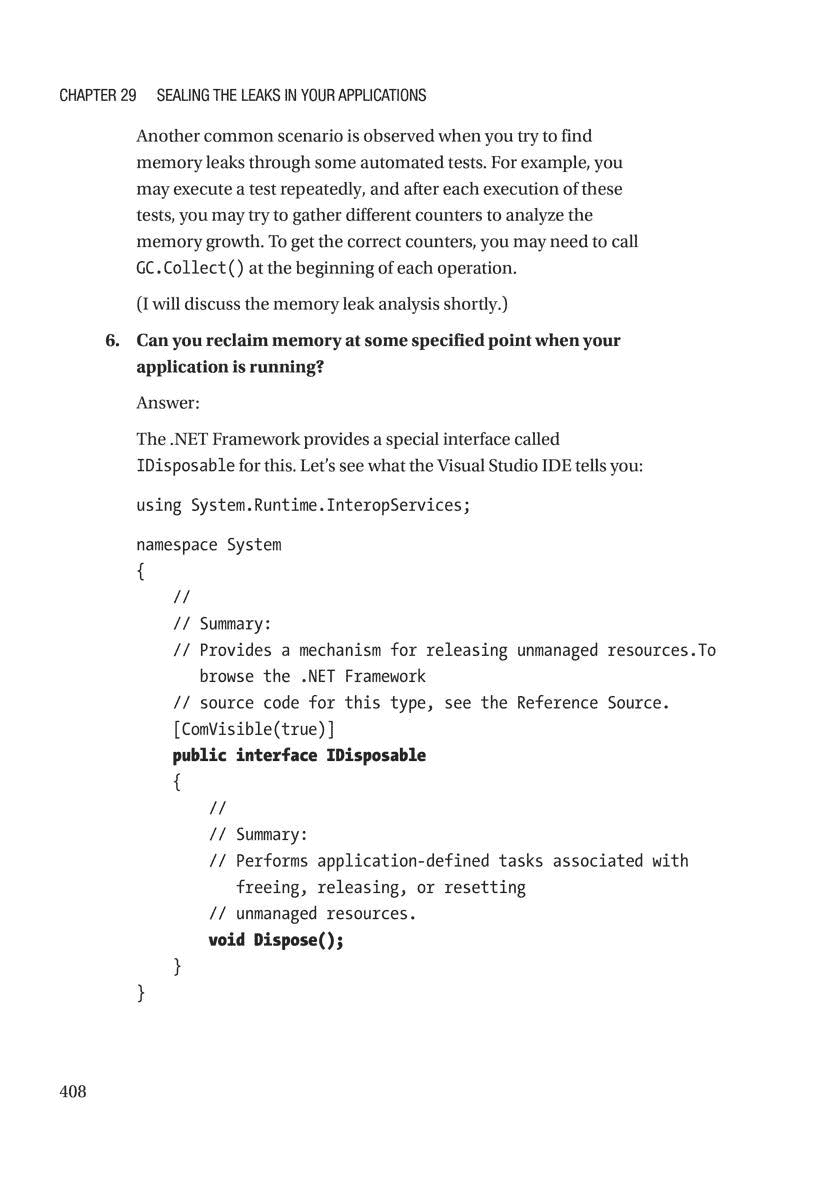 CHAPTER 29 SEALING THE LEAKS IN YOUR APPLICATIONS
Another common scenario is observed when you try to find
memory leaks through some automated tests. For example, you
may execute a test repeatedly, and after each execution of these
tests, you may try to gather different counters to analyze the
memory growth. To get the correct counters, you may need to call
GC.Collect() at the beginning of each operation.
(I will discuss the memory leak analysis shortly.)
6. Can you reclaim memory at some specified point when your
application is running?
Answer:
The .NET Framework provides a special interface called
IDisposable for this. Let’s see what the Visual Studio IDE tells you:
using System.Runtime.InteropServices;
namespace System
{
    //
    // Summary:
    // Provides a mechanism for releasing unmanaged resources.To
       browse the .NET Framework
    // source code for this type, see the Reference Source.
    [ComVisible(true)]
    public interface IDisposable
    {
        //
        // Summary:
        // Performs application-defined tasks associated with
           freeing, releasing, or resetting
        // unmanaged resources.
        void Dispose();
    }
}
408